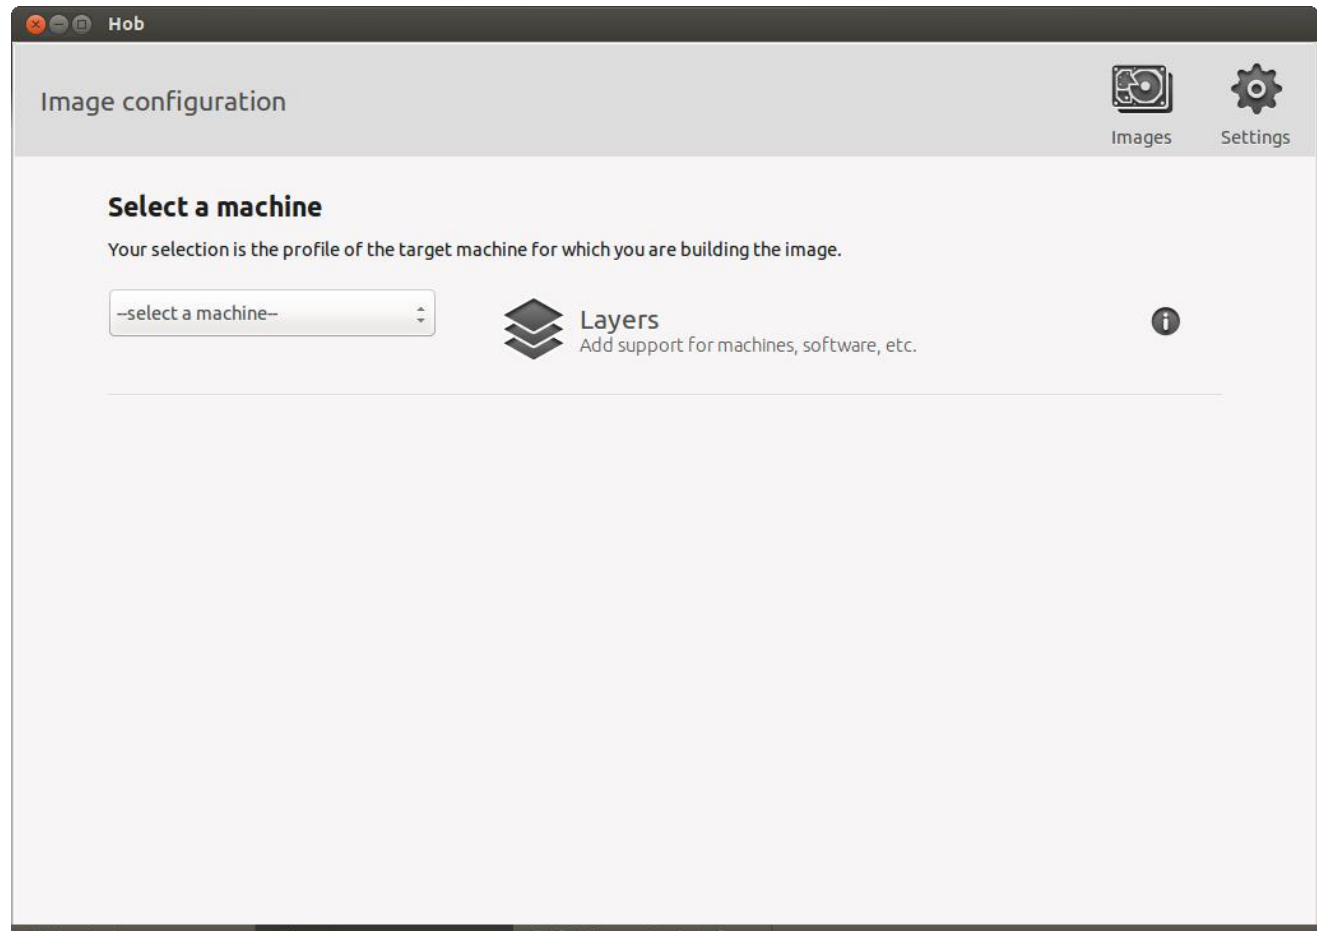 Hob
Image configuration
Images
Settings
Select a machine
Your selection is the profile of the target machine for which you are building the image.
--select a machine--
Layers
Add support for machines, software, etc.